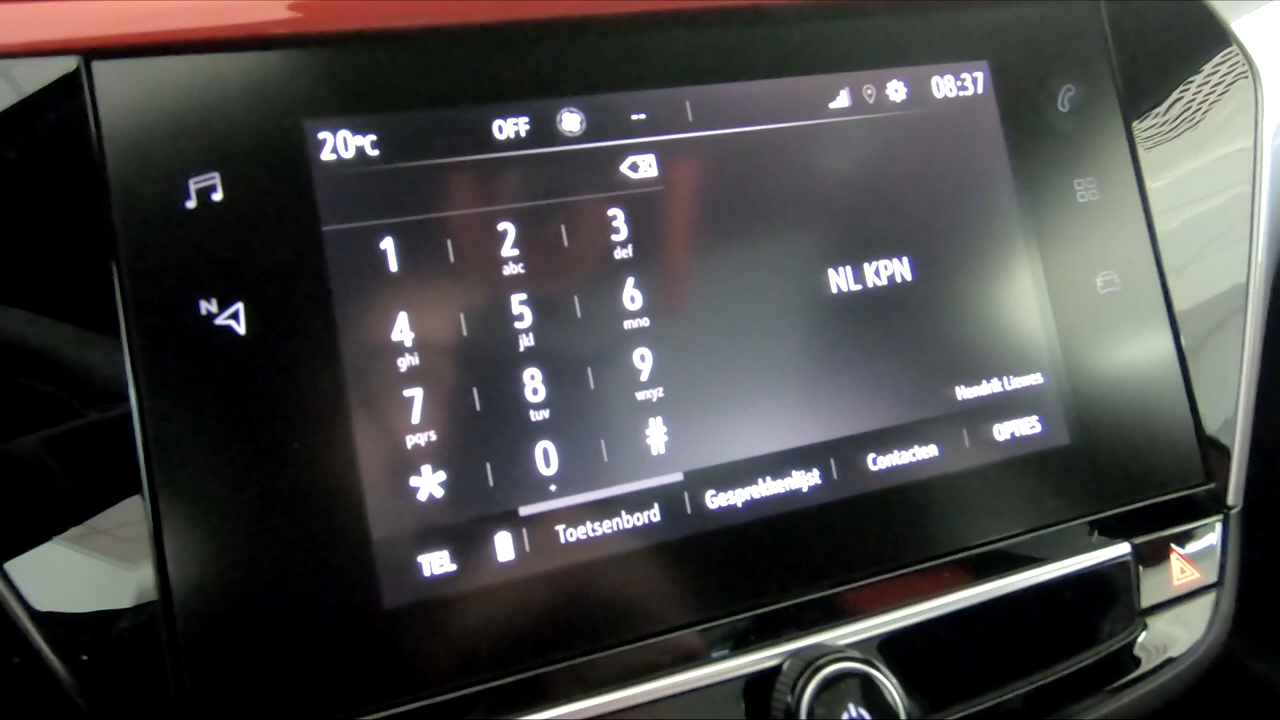 20°C OFF -- 08:37
1 2 abc 3 def
4 ghi 5 jkl 6 mno
7 pqrs 8 tuv 9 wxyz
* 0 + #
NL KPN
Hendrik Liewes
TEL Toetsenbord Gesprekkenlijst Contacten OPTIES
N